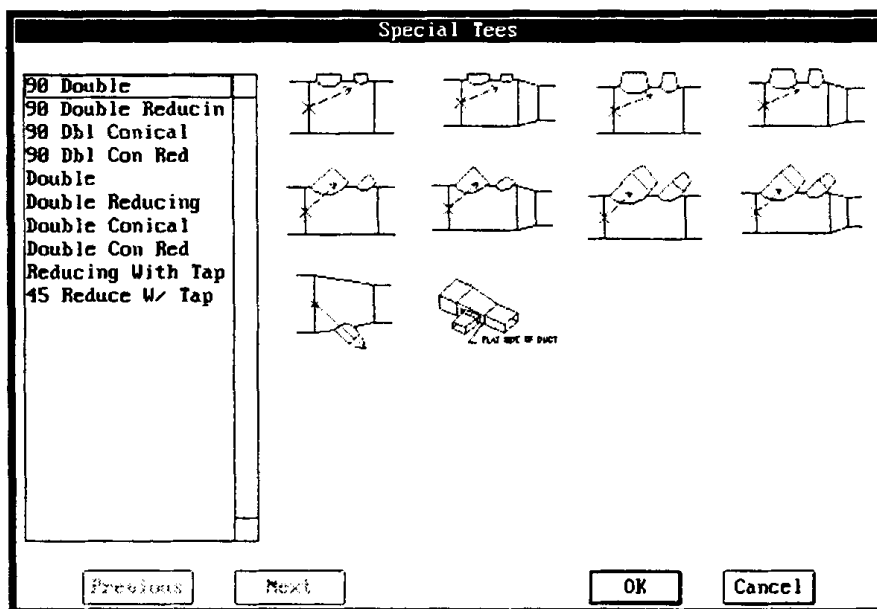 Special Tees
90 Double
90 Double Reducin
90 Dbl Conical
90 Dbl Con Red
Double
Double Reducing
Double Conical
Double Con Red
Reducing With Tap
45 Reduce W/ Tap
FLAT SIDE OF DUCT
Previous
Next
OK
Cancel